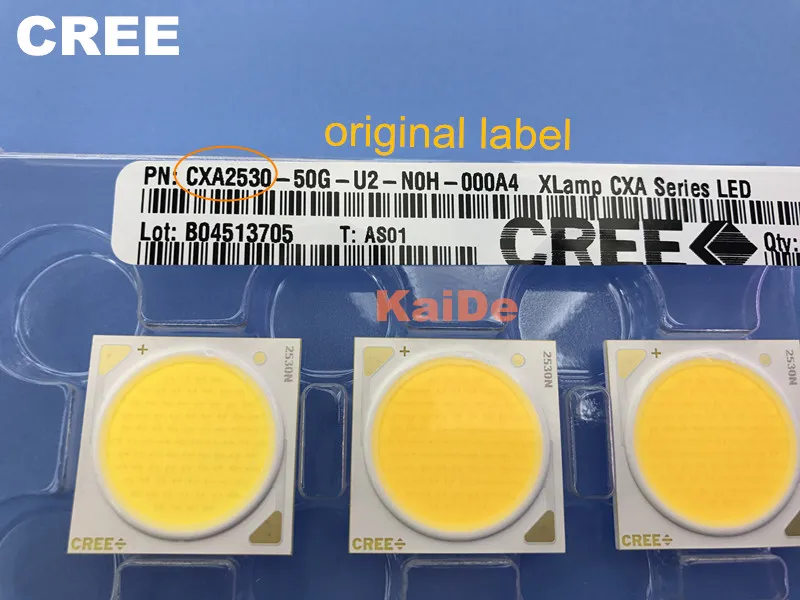 CREE
original label
PN: CXA2530-50G-U2-N0H-000A4 XLamp CXA Series LED
Lot: B04513705 T: AS01 CREE Qty:
KaiDe
+ 2530N 2530N 2530N
CREE CREE CREE